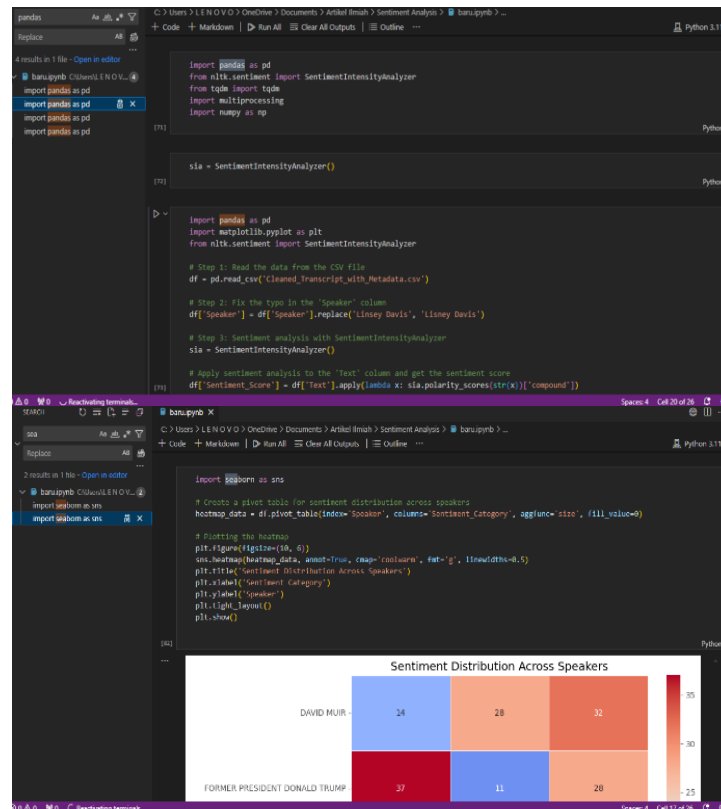 pandas
Replace
4 results in 1 file - Open in editor
baru.ipynb C:\Users\L E N O V... 4
import pandas as pd
import pandas as pd
import pandas as pd
import pandas as pd
C: > Users > L E N O V O > OneDrive > Documents > Artikel Ilmiah > Sentiment Analysis > baru.ipynb > ...
+ Code + Markdown | Run All Clear All Outputs | Outline ...
Python 3.11
import pandas as pd
from nltk.sentiment import SentimentIntensityAnalyzer
from tqdm import tqdm
import multiprocessing
import numpy as np
[71]
Python
sia = SentimentIntensityAnalyzer()
[72]
Python
import pandas as pd
import matplotlib.pyplot as plt
from nltk.sentiment import SentimentIntensityAnalyzer
# Step 1: Read the data from the CSV file
df = pd.read_csv('Cleaned_Transcript_with_Metadata.csv')
# Step 2: Fix the typo in the 'Speaker' column
df['Speaker'] = df['Speaker'].replace('Linsey Davis', 'Lisney Davis')
# Step 3: Sentiment analysis with SentimentIntensityAnalyzer
sia = SentimentIntensityAnalyzer()
# Apply sentiment analysis to the 'Text' column and get the sentiment score
df['Sentiment_Score'] = df['Text'].apply(lambda x: sia.polarity_scores(str(x))['compound'])
[73]
Python
0 0 Reactivating terminals... Spaces: 4 Cell 20 of 26
SEARCH
sea
Replace
2 results in 1 file - Open in editor
baru.ipynb 2
import seaborn as sns
import seaborn as sns
baru.ipynb
C: > Users > L E N O V O > OneDrive > Documents > Artikel Ilmiah > Sentiment Analysis > baru.ipynb > ...
+ Code + Markdown | Run All Clear All Outputs | Outline ...
Python 3.11
import seaborn as sns
# Create a pivot table for sentiment distribution across speakers
heatmap_data = df.pivot_table(index='Speaker', columns='Sentiment_Category', aggfunc='size', fill_value=0)
# Plotting the heatmap
plt.figure(figsize=(10, 6))
sns.heatmap(heatmap_data, annot=True, cmap='coolwarm', fmt='g', linewidths=0.5)
plt.title('Sentiment Distribution Across Speakers')
plt.xlabel('Sentiment Category')
plt.ylabel('Speaker')
plt.tight_layout()
plt.show()
Python
Sentiment Distribution Across Speakers
DAVID MUIR 14 28 32
FORMER PRESIDENT DONALD TRUMP 37 11 28
35
30
25